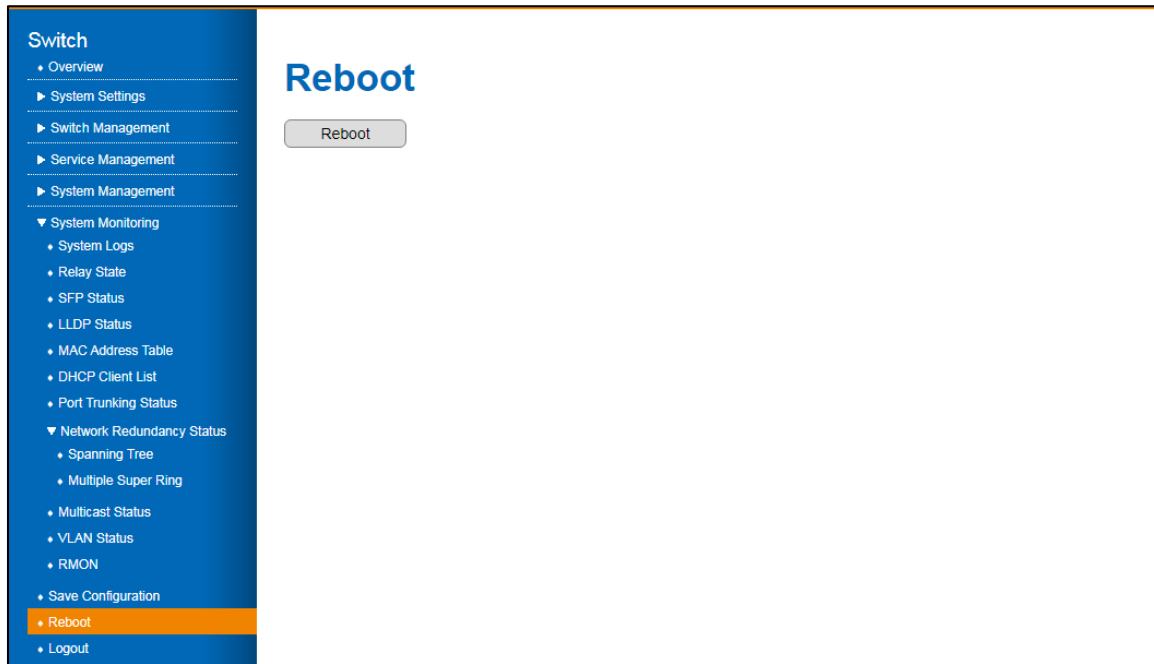 Switch
Overview
System Settings
Switch Management
Service Management
System Management
System Monitoring
System Logs
Relay State
SFP Status
LLDP Status
MAC Address Table
DHCP Client List
Port Trunking Status
Network Redundancy Status
Spanning Tree
Multiple Super Ring
Multicast Status
VLAN Status
RMON
Save Configuration
Reboot
Logout
Reboot
Reboot